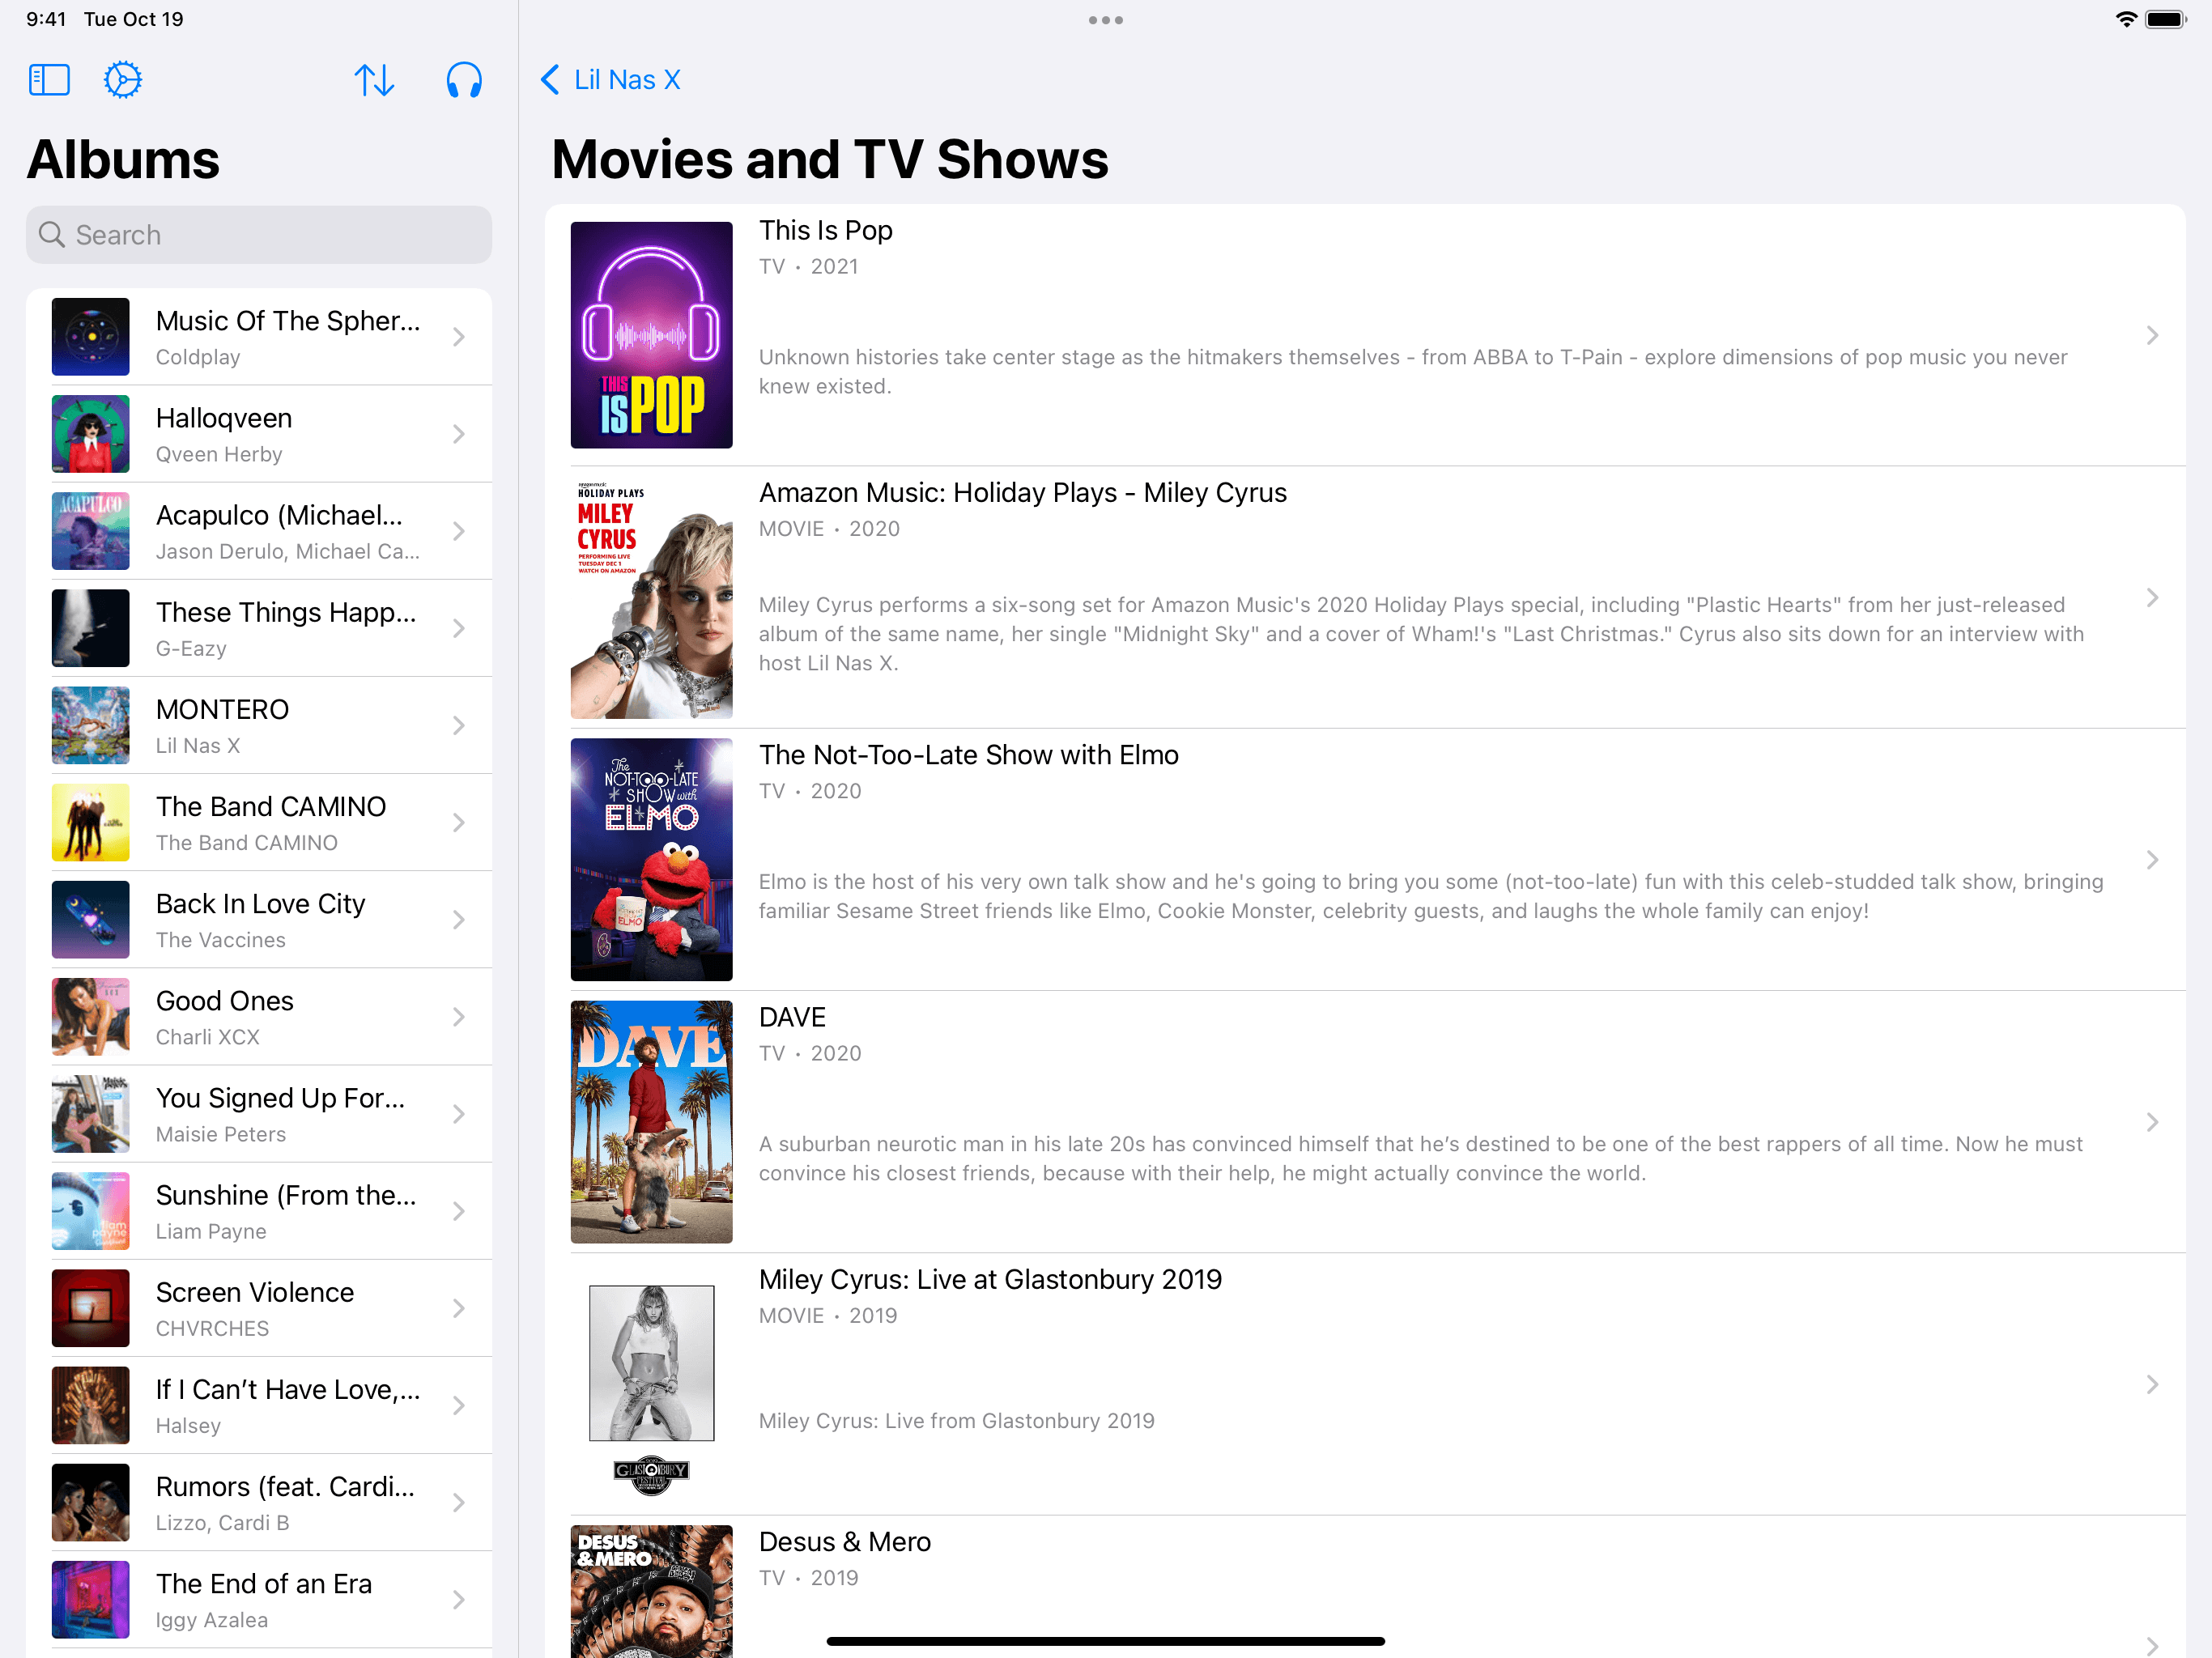 9:41 Tue Oct 19
Lil Nas X
Albums
Search
Music Of The Spher...
Coldplay
Halloqveen
Qveen Herby
ACAPULCO
Acapulco (Michael...
Jason Derulo, Michael Ca...
These Things Happ...
G-Eazy
MONTERO
Lil Nas X
The Band CAMINO
The Band CAMINO
Back In Love City
The Vaccines
Good Ones
Charli XCX
You Signed Up For...
Maisie Peters
liam
payne
Sunshine (From the...
Liam Payne
Screen Violence
CHVRCHES
If I Can’t Have Love,...
Halsey
Rumors (feat. Cardi...
Lizzo, Cardi B
The End of an Era
Iggy Azalea
Movies and TV Shows
THIS
IS POP
This Is Pop
TV • 2021
Unknown histories take center stage as the hitmakers themselves - from ABBA to T-Pain - explore dimensions of pop music you never
knew existed.
amazon music
HOLIDAY PLAYS
MILEY
CYRUS
PERFORMING LIVE
TUESDAY DEC 1
WATCH ON AMAZON
Amazon Music: Holiday Plays - Miley Cyrus
MOVIE • 2020
Miley Cyrus performs a six-song set for Amazon Music's 2020 Holiday Plays special, including "Plastic Hearts" from her just-released
album of the same name, her single "Midnight Sky" and a cover of Wham!'s "Last Christmas." Cyrus also sits down for an interview with
host Lil Nas X.
The
NOT-TOO-LATE
SHOW with
ELMO
The Not-Too-Late Show with Elmo
TV • 2020
Elmo is the host of his very own talk show and he's going to bring you some (not-too-late) fun with this celeb-studded talk show, bringing
familiar Sesame Street friends like Elmo, Cookie Monster, celebrity guests, and laughs the whole family can enjoy!
DAVE
DAVE
TV • 2020
A suburban neurotic man in his late 20s has convinced himself that he’s destined to be one of the best rappers of all time. Now he must
convince his closest friends, because with their help, he might actually convince the world.
GLASTONBURY
FESTIVAL
Miley Cyrus: Live at Glastonbury 2019
MOVIE • 2019
Miley Cyrus: Live from Glastonbury 2019
DESUS
& MERO
Desus & Mero
TV • 2019